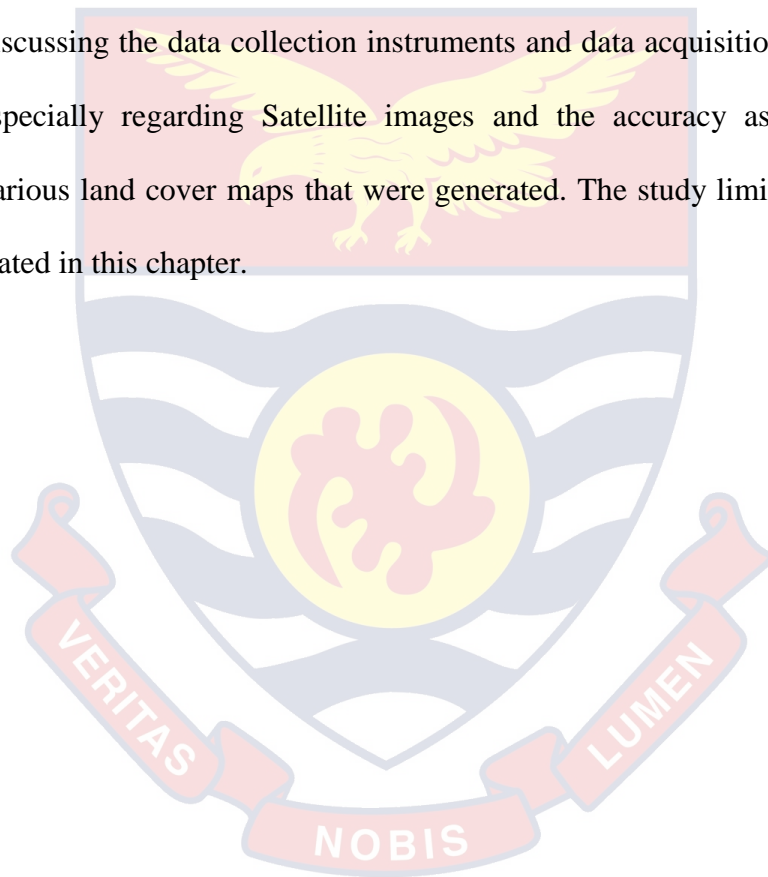 scussing the data collection instruments and data acquisitio
specially regarding Satellite images and the accuracy as
arious land cover maps that were generated. The study limi
ated in this chapter.
VERITAS
NOBIS
LUMEN